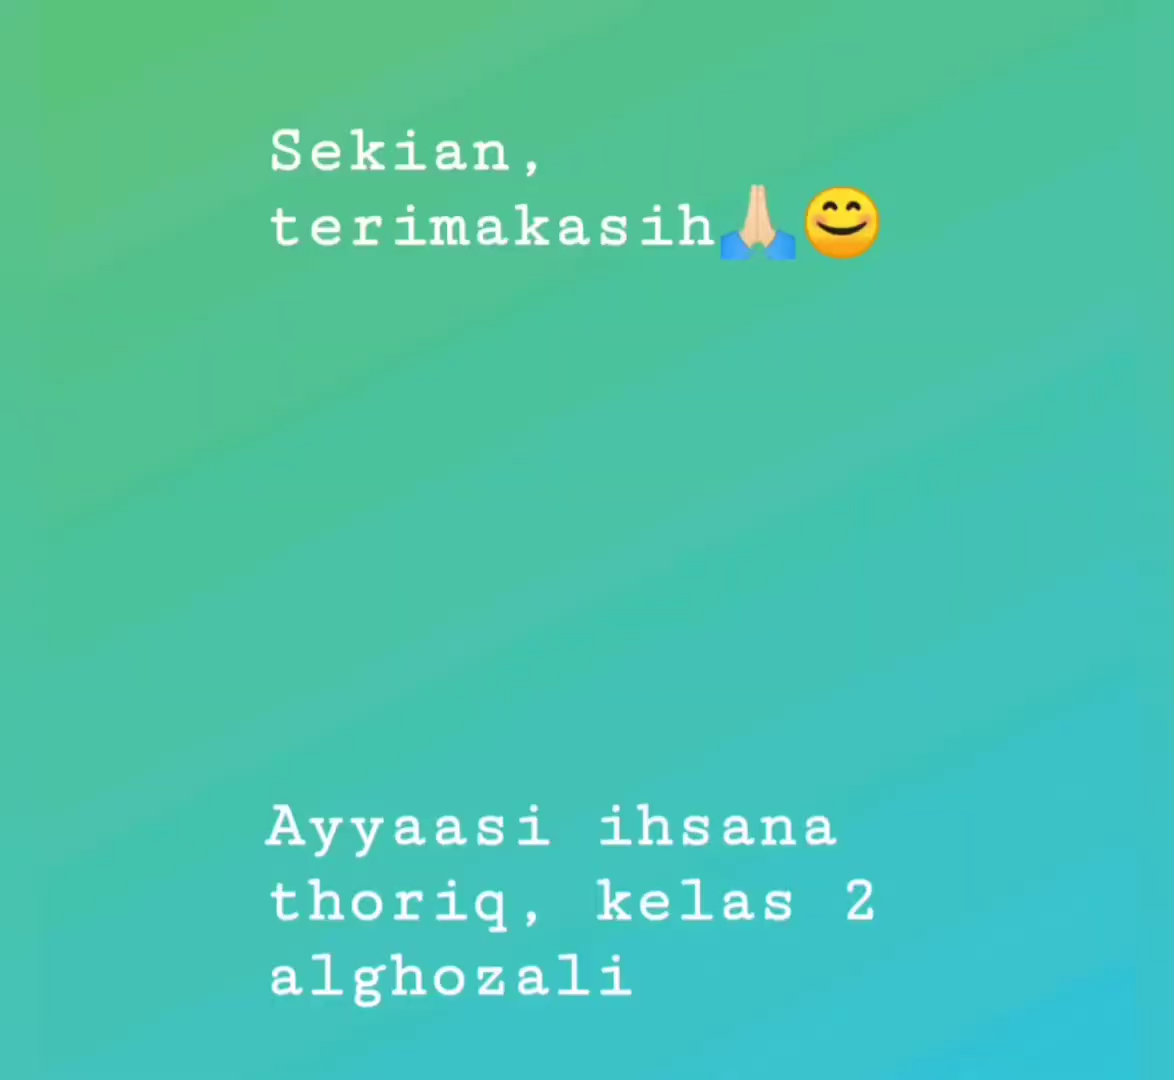 Sekian,
terimakasih🙏🏻😊
Ayyaasi ihsana
thoriq, kelas 2
alghozali